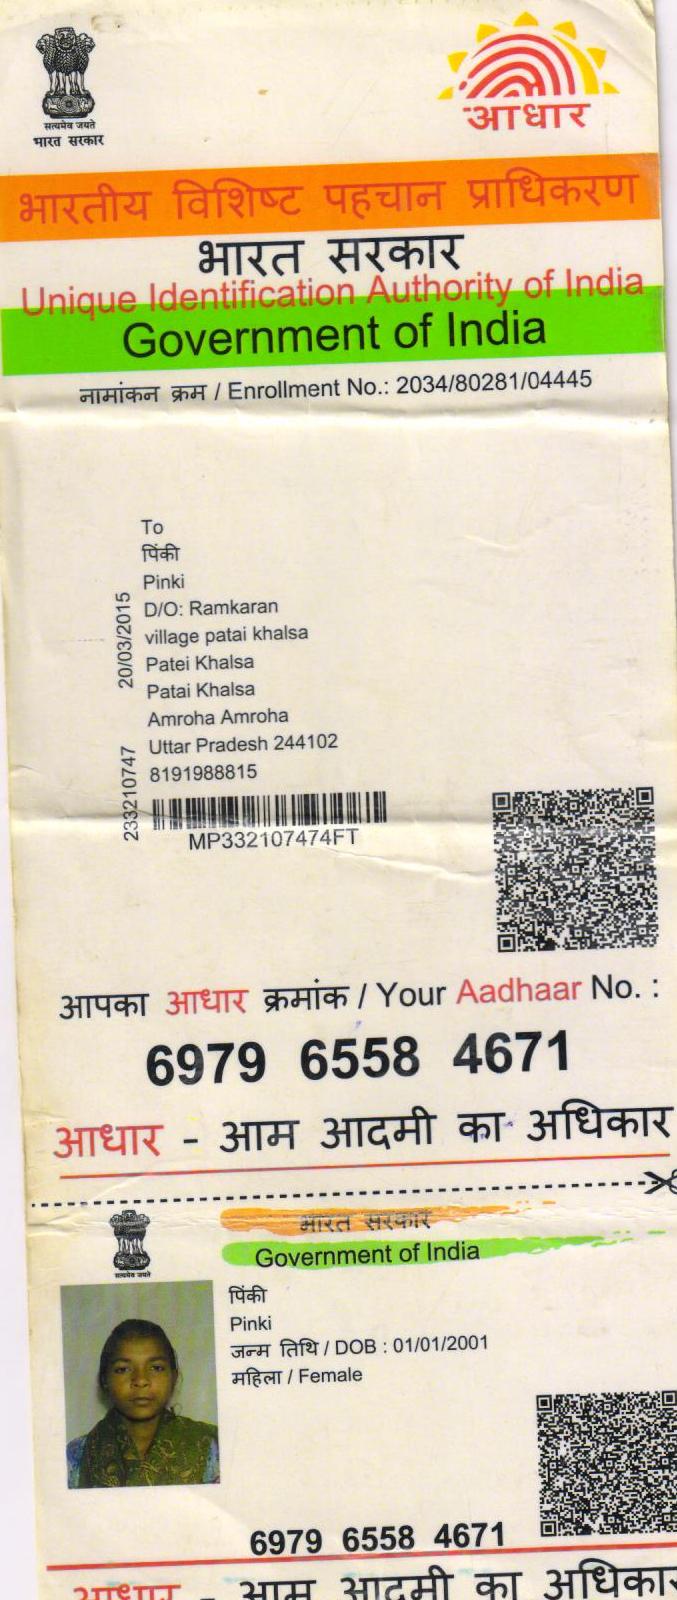 सत्यमेव जयते
भारत सरकार
आधार
भारतीय विशिष्ट पहचान प्राधिकरण
भारत सरकार
Unique Identification Authority of India
Government of India
नामांकन क्रम / Enrollment No.: 2034/80281/04445
To
पिंकी
Pinki
D/O: Ramkaran
village patai khalsa
Patei Khalsa
Patai Khalsa
Amroha Amroha
Uttar Pradesh 244102
8191988815
20/03/2015
233210747
MP332107474FT
आपका आधार क्रमांक / Your Aadhaar No. :
6979 6558 4671
आधार - आम आदमी का अधिकार
भारत सरकार
Government of India
सत्यमेव जयते
पिंकी
Pinki
जन्म तिथि / DOB : 01/01/2001
महिला / Female
6979 6558 4671
आधार - आम आदमी का अधिकार